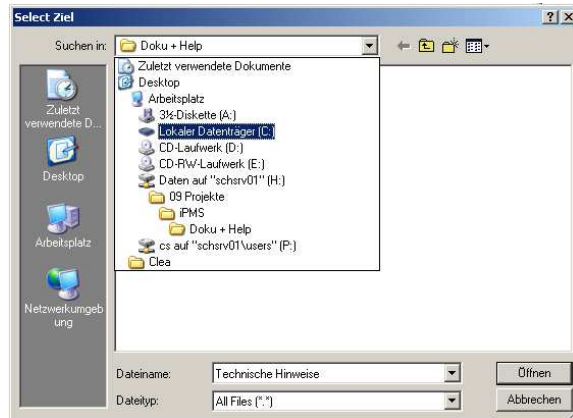 Select Ziel
Suchen in:
Doku + Help
Zuletzt verwendete Dokumente
Desktop
Arbeitsplatz
3½-Diskette (A:)
Lokaler Datenträger (C:)
CD-Laufwerk (D:)
CD-RW-Laufwerk (E:)
Daten auf "schsrv01" (H:)
09 Projekte
iPMS
Doku + Help
cs auf "schsrv01\users" (P:)
Clea
Zuletzt
verwendete D...
Desktop
Arbeitsplatz
Netzwerkumgeb
ung
Dateiname:
Technische Hinweise
Öffnen
Dateityp:
All Files (*.*)
Abbrechen